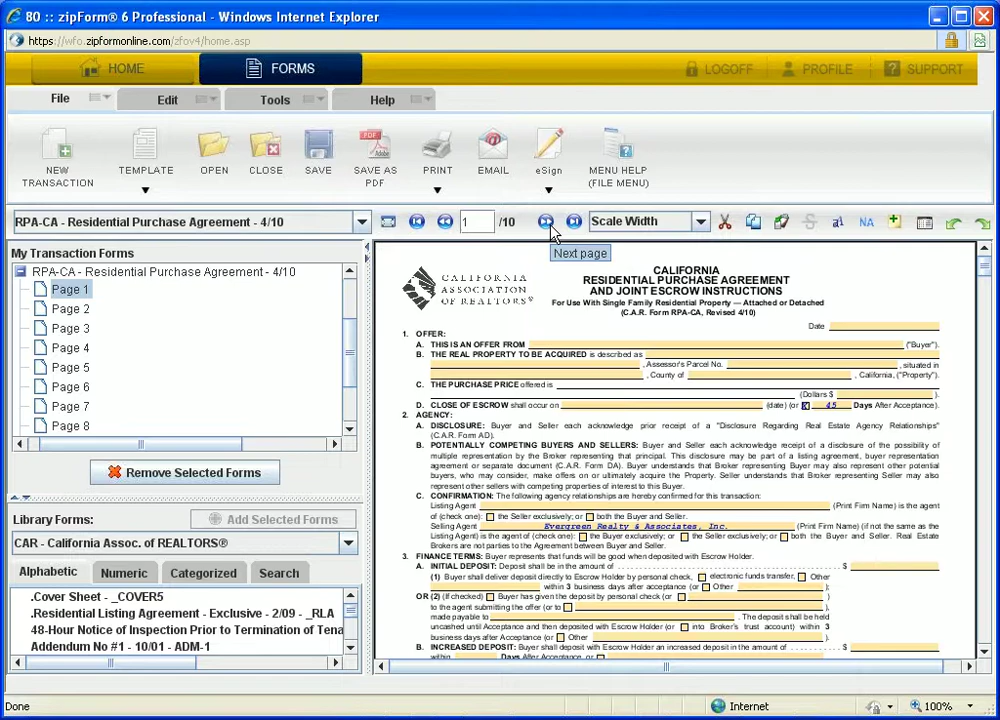 80 :: zipForm® 6 Professional - Windows Internet Explorer
https://wfo.zipformonline.com/zfov4/home.asp
HOME
FORMS
LOGOFF
PROFILE
SUPPORT
File
Edit
Tools
Help
NEW TRANSACTION
TEMPLATE
OPEN
CLOSE
SAVE
SAVE AS PDF
PRINT
EMAIL
eSign
MENU HELP (FILE MENU)
RPA-CA - Residential Purchase Agreement - 4/10
1 /10
Scale Width
Next page
My Transaction Forms
RPA-CA - Residential Purchase Agreement - 4/10
Page 1
Page 2
Page 3
Page 4
Page 5
Page 6
Page 7
Page 8
Remove Selected Forms
Library Forms:
Add Selected Forms
CAR - California Assoc. of REALTORS®
Alphabetic
Numeric
Categorized
Search
.Cover Sheet - _COVER5
.Residential Listing Agreement - Exclusive - 2/09 - _RLA
48-Hour Notice of Inspection Prior to Termination of Tena
Addendum No #1 - 10/01 - ADM-1
CALIFORNIA
ASSOCIATION
OF REALTORS®
CALIFORNIA
RESIDENTIAL PURCHASE AGREEMENT
AND JOINT ESCROW INSTRUCTIONS
For Use With Single Family Residential Property — Attached or Detached
(C.A.R. Form RPA-CA, Revised 4/10)
Date
1. OFFER:
A. THIS IS AN OFFER FROM ("Buyer").
B. THE REAL PROPERTY TO BE ACQUIRED is described as
, Assessor's Parcel No. , situated in
, County of , California, ("Property").
C. THE PURCHASE PRICE offered is
(Dollars $ ).
D. CLOSE OF ESCROW shall occur on (date) (or X 45 Days After Acceptance).
2. AGENCY:
A. DISCLOSURE: Buyer and Seller each acknowledge prior receipt of a "Disclosure Regarding Real Estate Agency Relationships"
(C.A.R. Form AD).
B. POTENTIALLY COMPETING BUYERS AND SELLERS: Buyer and Seller each acknowledge receipt of a disclosure of the possibility of
multiple representation by the Broker representing that principal. This disclosure may be part of a listing agreement, buyer representation
agreement or separate document (C.A.R. Form DA). Buyer understands that Broker representing Buyer may also represent other potential
buyers, who may consider, make offers on or ultimately acquire the Property. Seller understands that Broker representing Seller may also
represent other sellers with competing properties of interest to this Buyer.
C. CONFIRMATION: The following agency relationships are hereby confirmed for this transaction:
Listing Agent (Print Firm Name) is the agent
of (check one): the Seller exclusively; or both the Buyer and Seller.
Selling Agent Evergreen Realty & Associates, Inc. (Print Firm Name) (if not the same as the
Listing Agent) is the agent of (check one): the Buyer exclusively; or the Seller exclusively; or both the Buyer and Seller. Real Estate
Brokers are not parties to the Agreement between Buyer and Seller.
3. FINANCE TERMS: Buyer represents that funds will be good when deposited with Escrow Holder.
A. INITIAL DEPOSIT: Deposit shall be in the amount of $
(1) Buyer shall deliver deposit directly to Escrow Holder by personal check, electronic funds transfer, Other
within 3 business days after acceptance (or Other );
OR (2) (If checked) Buyer has given the deposit by personal check (or )
to the agent submitting the offer (or to ),
made payable to . The deposit shall be held
uncashed until Acceptance and then deposited with Escrow Holder (or into Broker's trust account) within 3
business days after Acceptance (or Other ).
B. INCREASED DEPOSIT: Buyer shall deposit with Escrow Holder an increased deposit in the amount of $
within Days After Acceptance, or
Done
Internet
100%